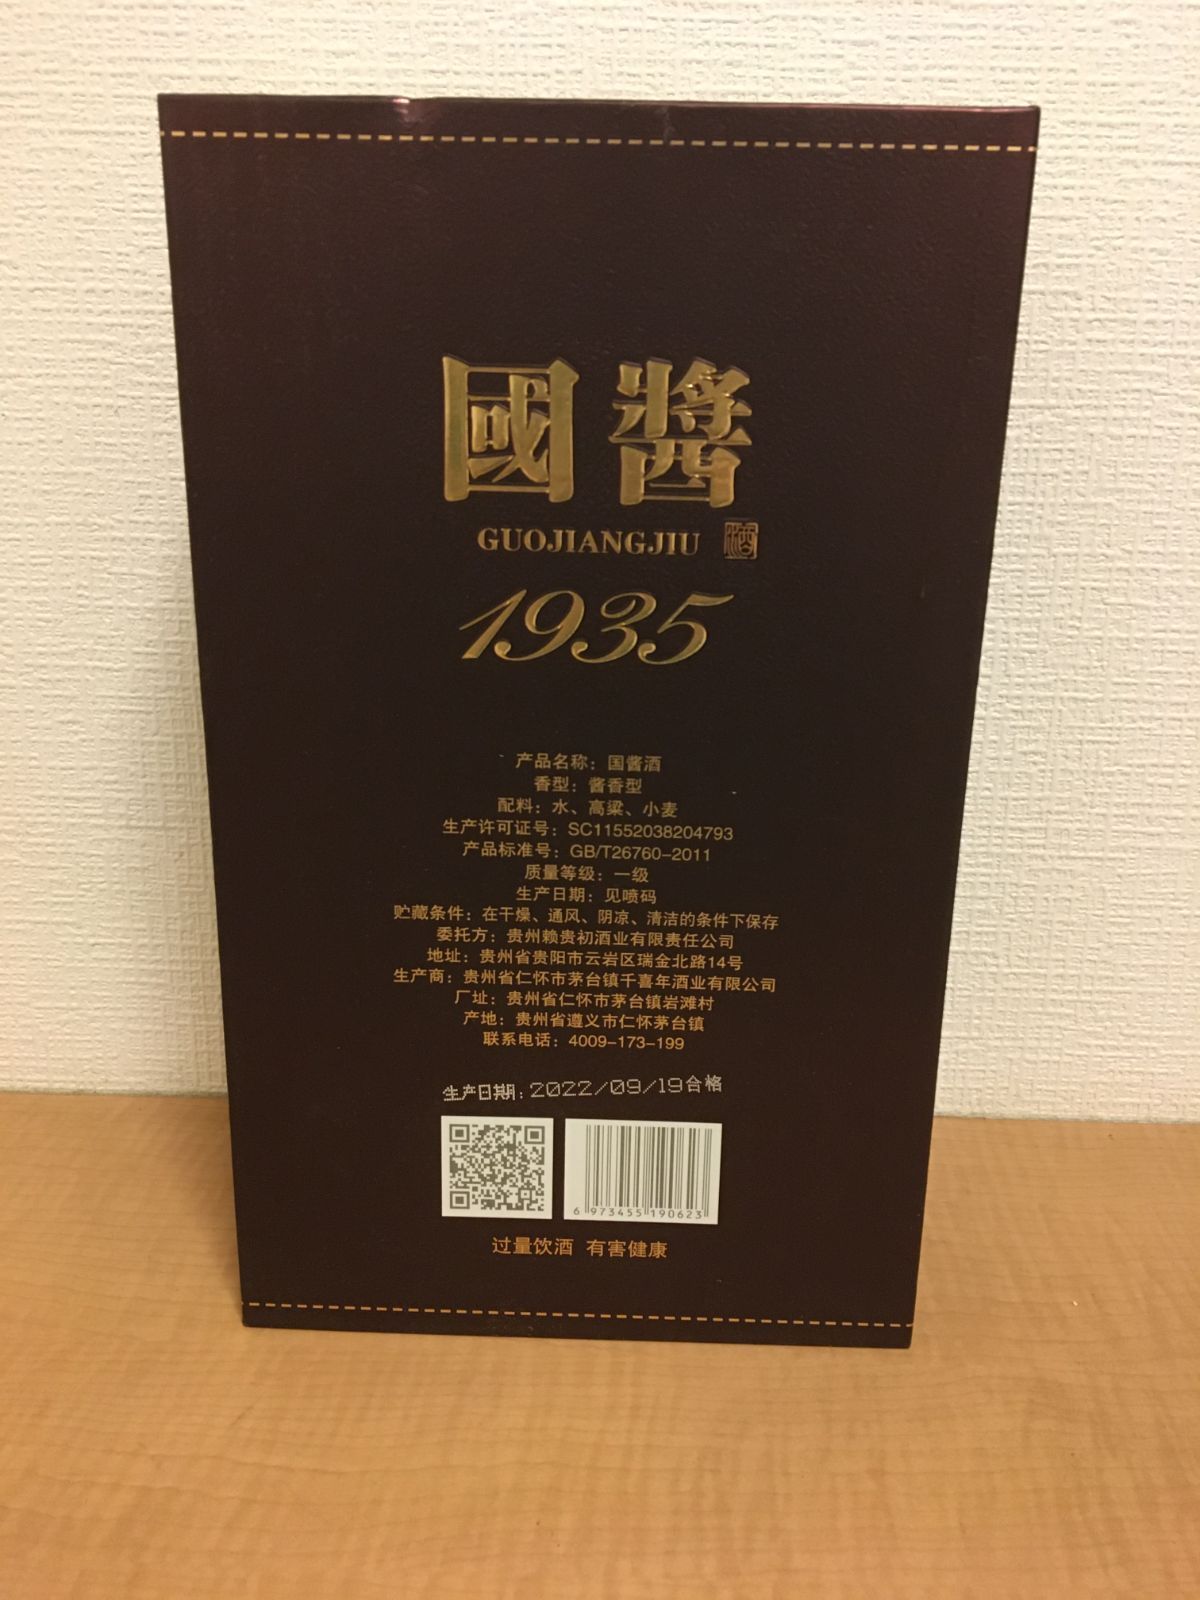 國醬
GUOJIANGJIU 酒
1935
产品名称：国酱酒
香型：酱香型
配料：水、高粱、小麦
生产许可证号：SC11552038204793
产品标准号：GB/T26760-2011
质量等级：一级
生产日期：见喷码
贮藏条件：在干燥、通风、阴凉、清洁的条件下保存
委托方：贵州赖贵初酒业有限责任公司
地址：贵州省贵阳市云岩区瑞金北路14号
生产商：贵州省仁怀市茅台镇千喜年酒业有限公司
厂址：贵州省仁怀市茅台镇岩滩村
产地：贵州省遵义市仁怀茅台镇
联系电话：4009-173-199
生产日期：2022/09/19合格
6 973455 190623
过量饮酒 有害健康